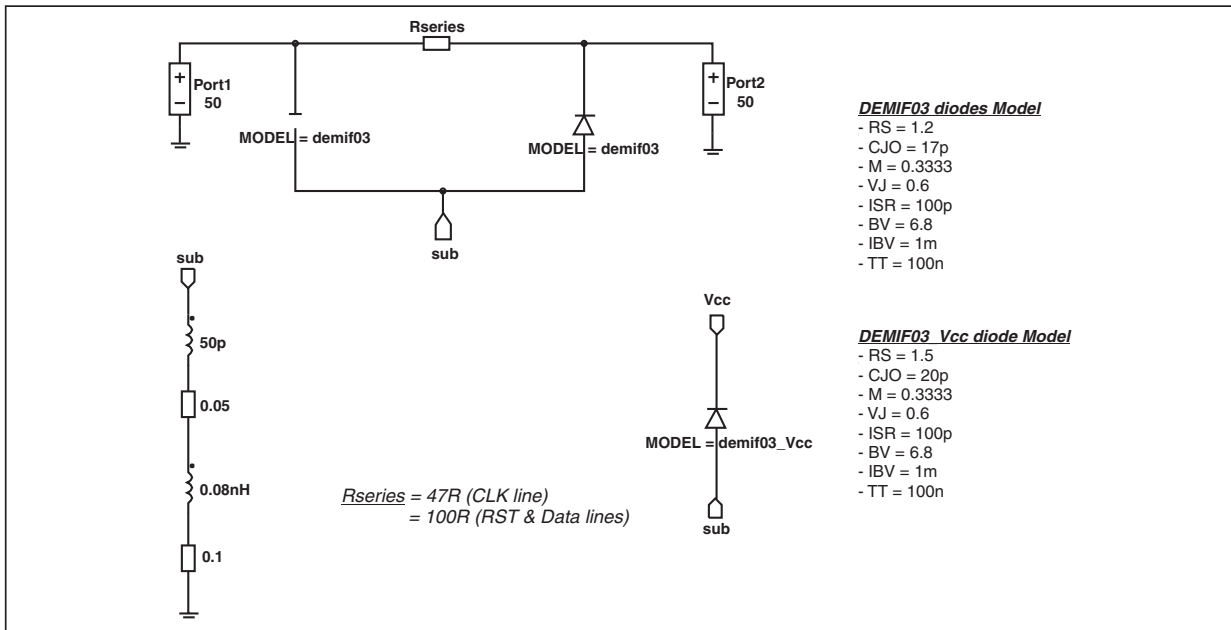 Rseries
+
−
Port1
50
MODEL = demif03
MODEL = demif03
+
−
Port2
50
sub
sub
50p
0.05
0.08nH
0.1
Rseries = 47R (CLK line)
= 100R (RST & Data lines)
Vcc
MODEL = demif03_Vcc
sub
DEMIF03 diodes Model
- RS = 1.2
- CJO = 17p
- M = 0.3333
- VJ = 0.6
- ISR = 100p
- BV = 6.8
- IBV = 1m
- TT = 100n
DEMIF03_Vcc diode Model
- RS = 1.5
- CJO = 20p
- M = 0.3333
- VJ = 0.6
- ISR = 100p
- BV = 6.8
- IBV = 1m
- TT = 100n